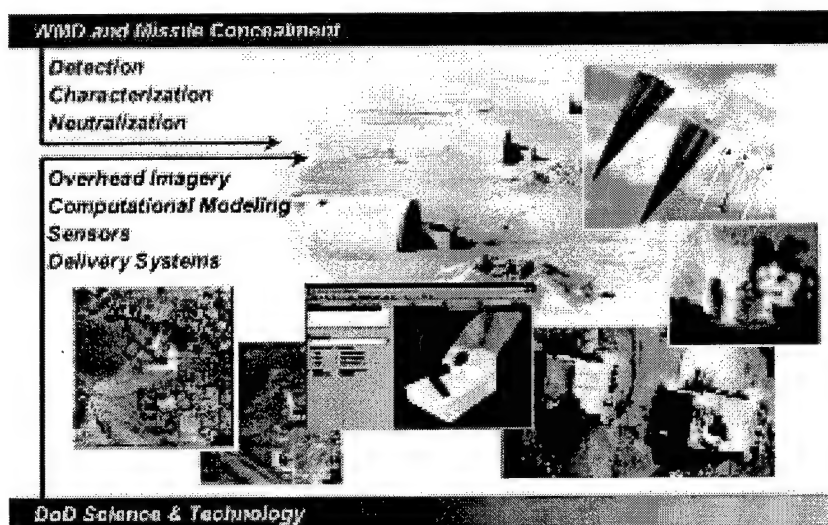 WMD and Missile Concealment
Detection
Characterization
Neutralization
Overhead Imagery
Computational Modeling
Sensors
Delivery Systems
DoD Science & Technology